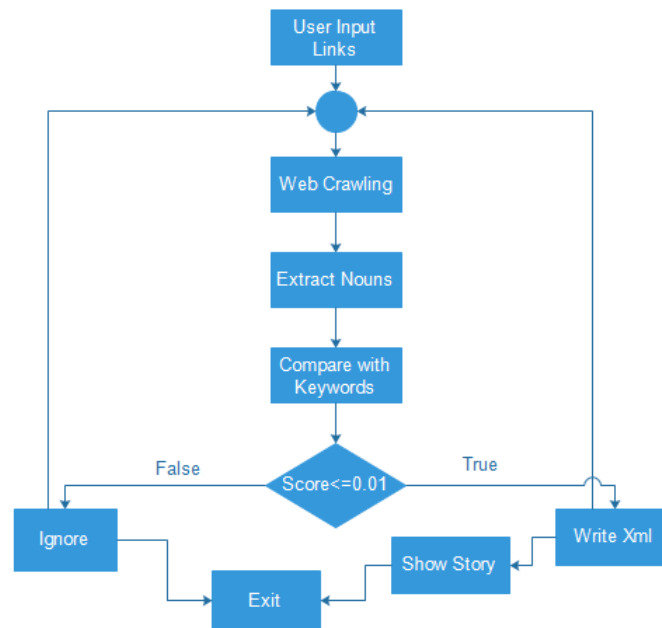 User Input
Links
Web Crawling
Extract Nouns
Compare with
Keywords
False
True
Score<=0.01
Ignore
Write Xml
Show Story
Exit